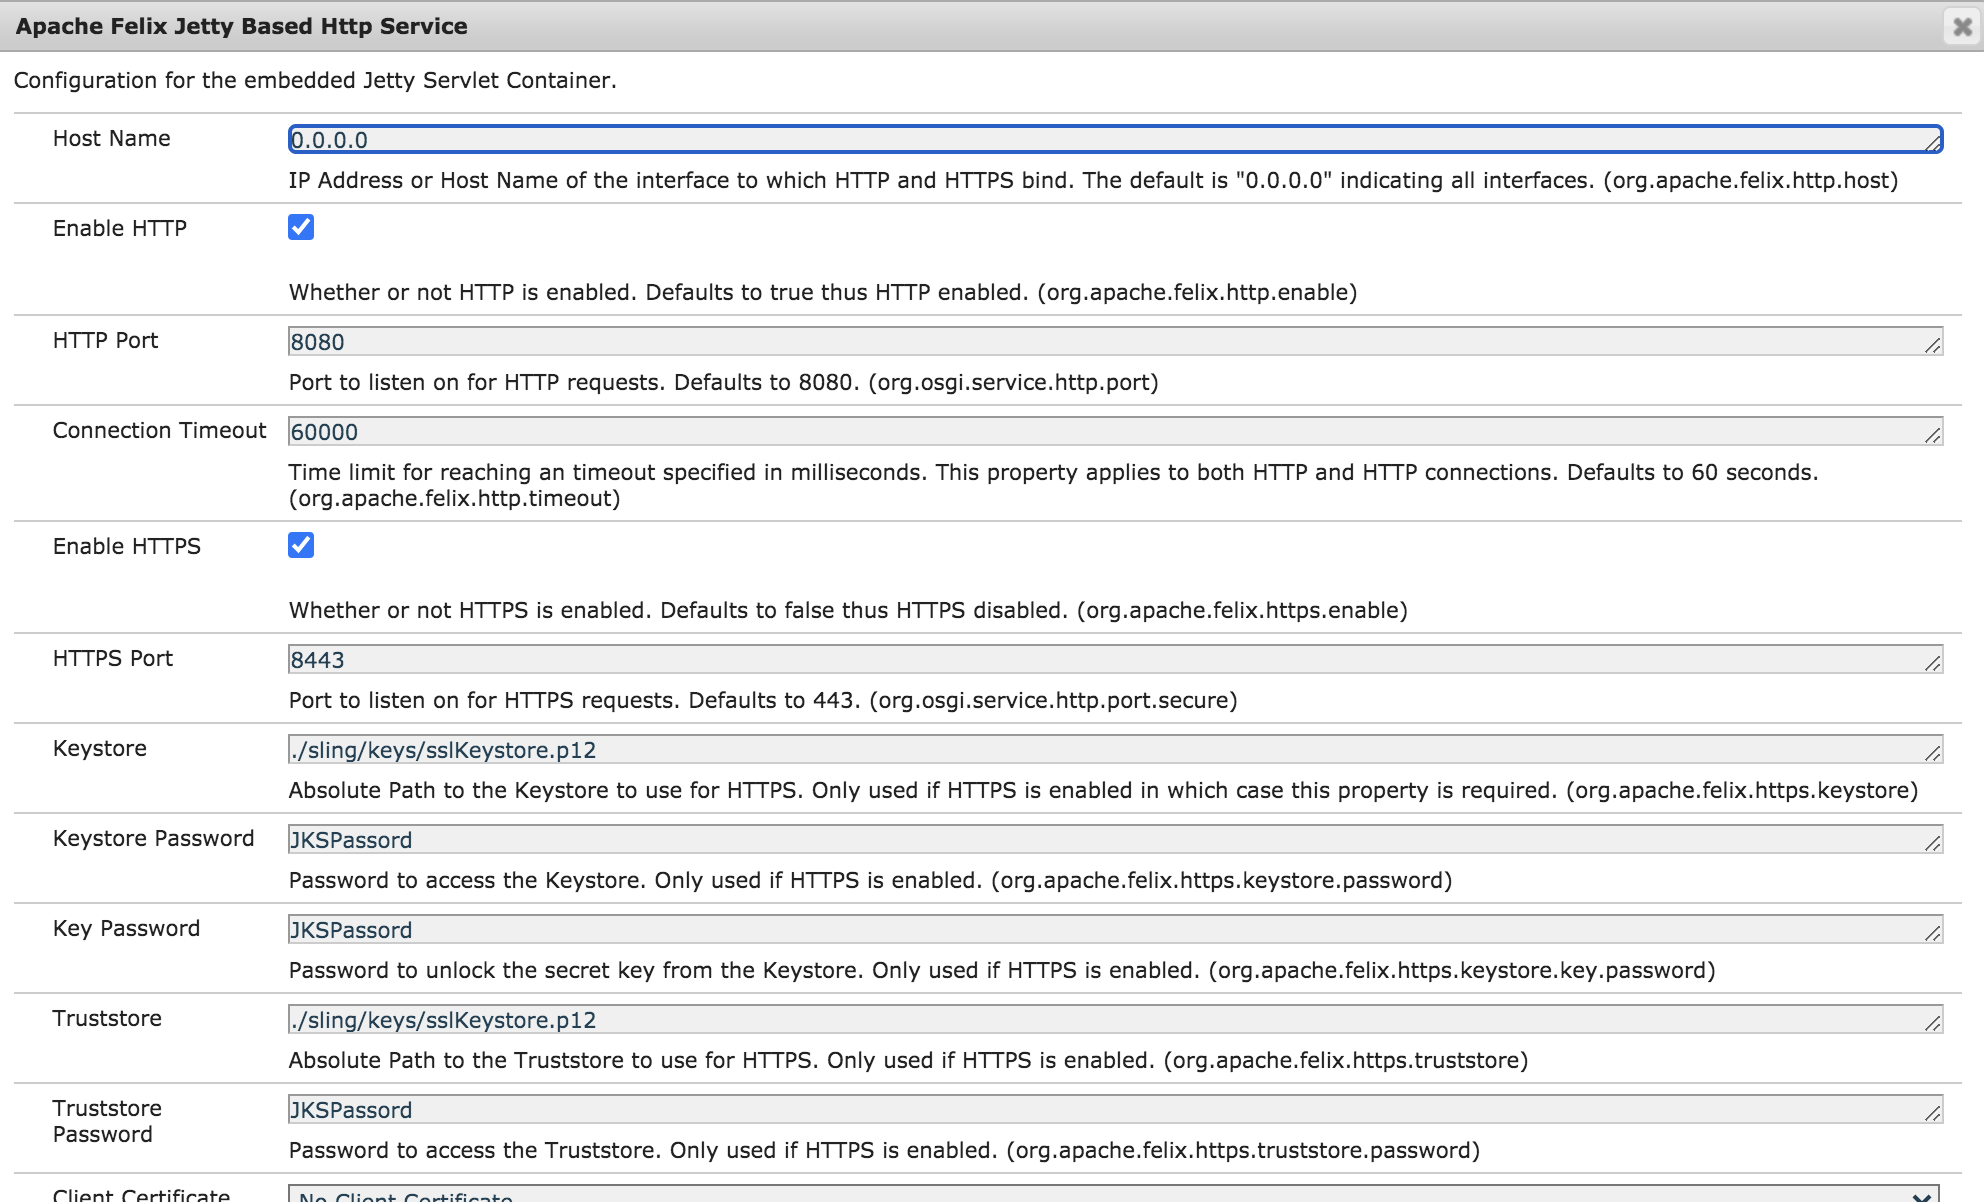 Apache Felix Jetty Based Http Service
Configuration for the embedded Jetty Servlet Container.
Host Name
0.0.0.0
IP Address or Host Name of the interface to which HTTP and HTTPS bind. The default is "0.0.0.0" indicating all interfaces. (org.apache.felix.http.host)
Enable HTTP
Whether or not HTTP is enabled. Defaults to true thus HTTP enabled. (org.apache.felix.http.enable)
HTTP Port
8080
Port to listen on for HTTP requests. Defaults to 8080. (org.osgi.service.http.port)
Connection Timeout
60000
Time limit for reaching an timeout specified in milliseconds. This property applies to both HTTP and HTTP connections. Defaults to 60 seconds.
(org.apache.felix.http.timeout)
Enable HTTPS
Whether or not HTTPS is enabled. Defaults to false thus HTTPS disabled. (org.apache.felix.https.enable)
HTTPS Port
8443
Port to listen on for HTTPS requests. Defaults to 443. (org.osgi.service.http.port.secure)
Keystore
./sling/keys/sslKeystore.p12
Absolute Path to the Keystore to use for HTTPS. Only used if HTTPS is enabled in which case this property is required. (org.apache.felix.https.keystore)
Keystore Password
JKSPassord
Password to access the Keystore. Only used if HTTPS is enabled. (org.apache.felix.https.keystore.password)
Key Password
JKSPassord
Password to unlock the secret key from the Keystore. Only used if HTTPS is enabled. (org.apache.felix.https.keystore.key.password)
Truststore
./sling/keys/sslKeystore.p12
Absolute Path to the Truststore to use for HTTPS. Only used if HTTPS is enabled. (org.apache.felix.https.truststore)
Truststore
Password
JKSPassord
Password to access the Truststore. Only used if HTTPS is enabled. (org.apache.felix.https.truststore.password)
Client Certificate
No Client Certificate